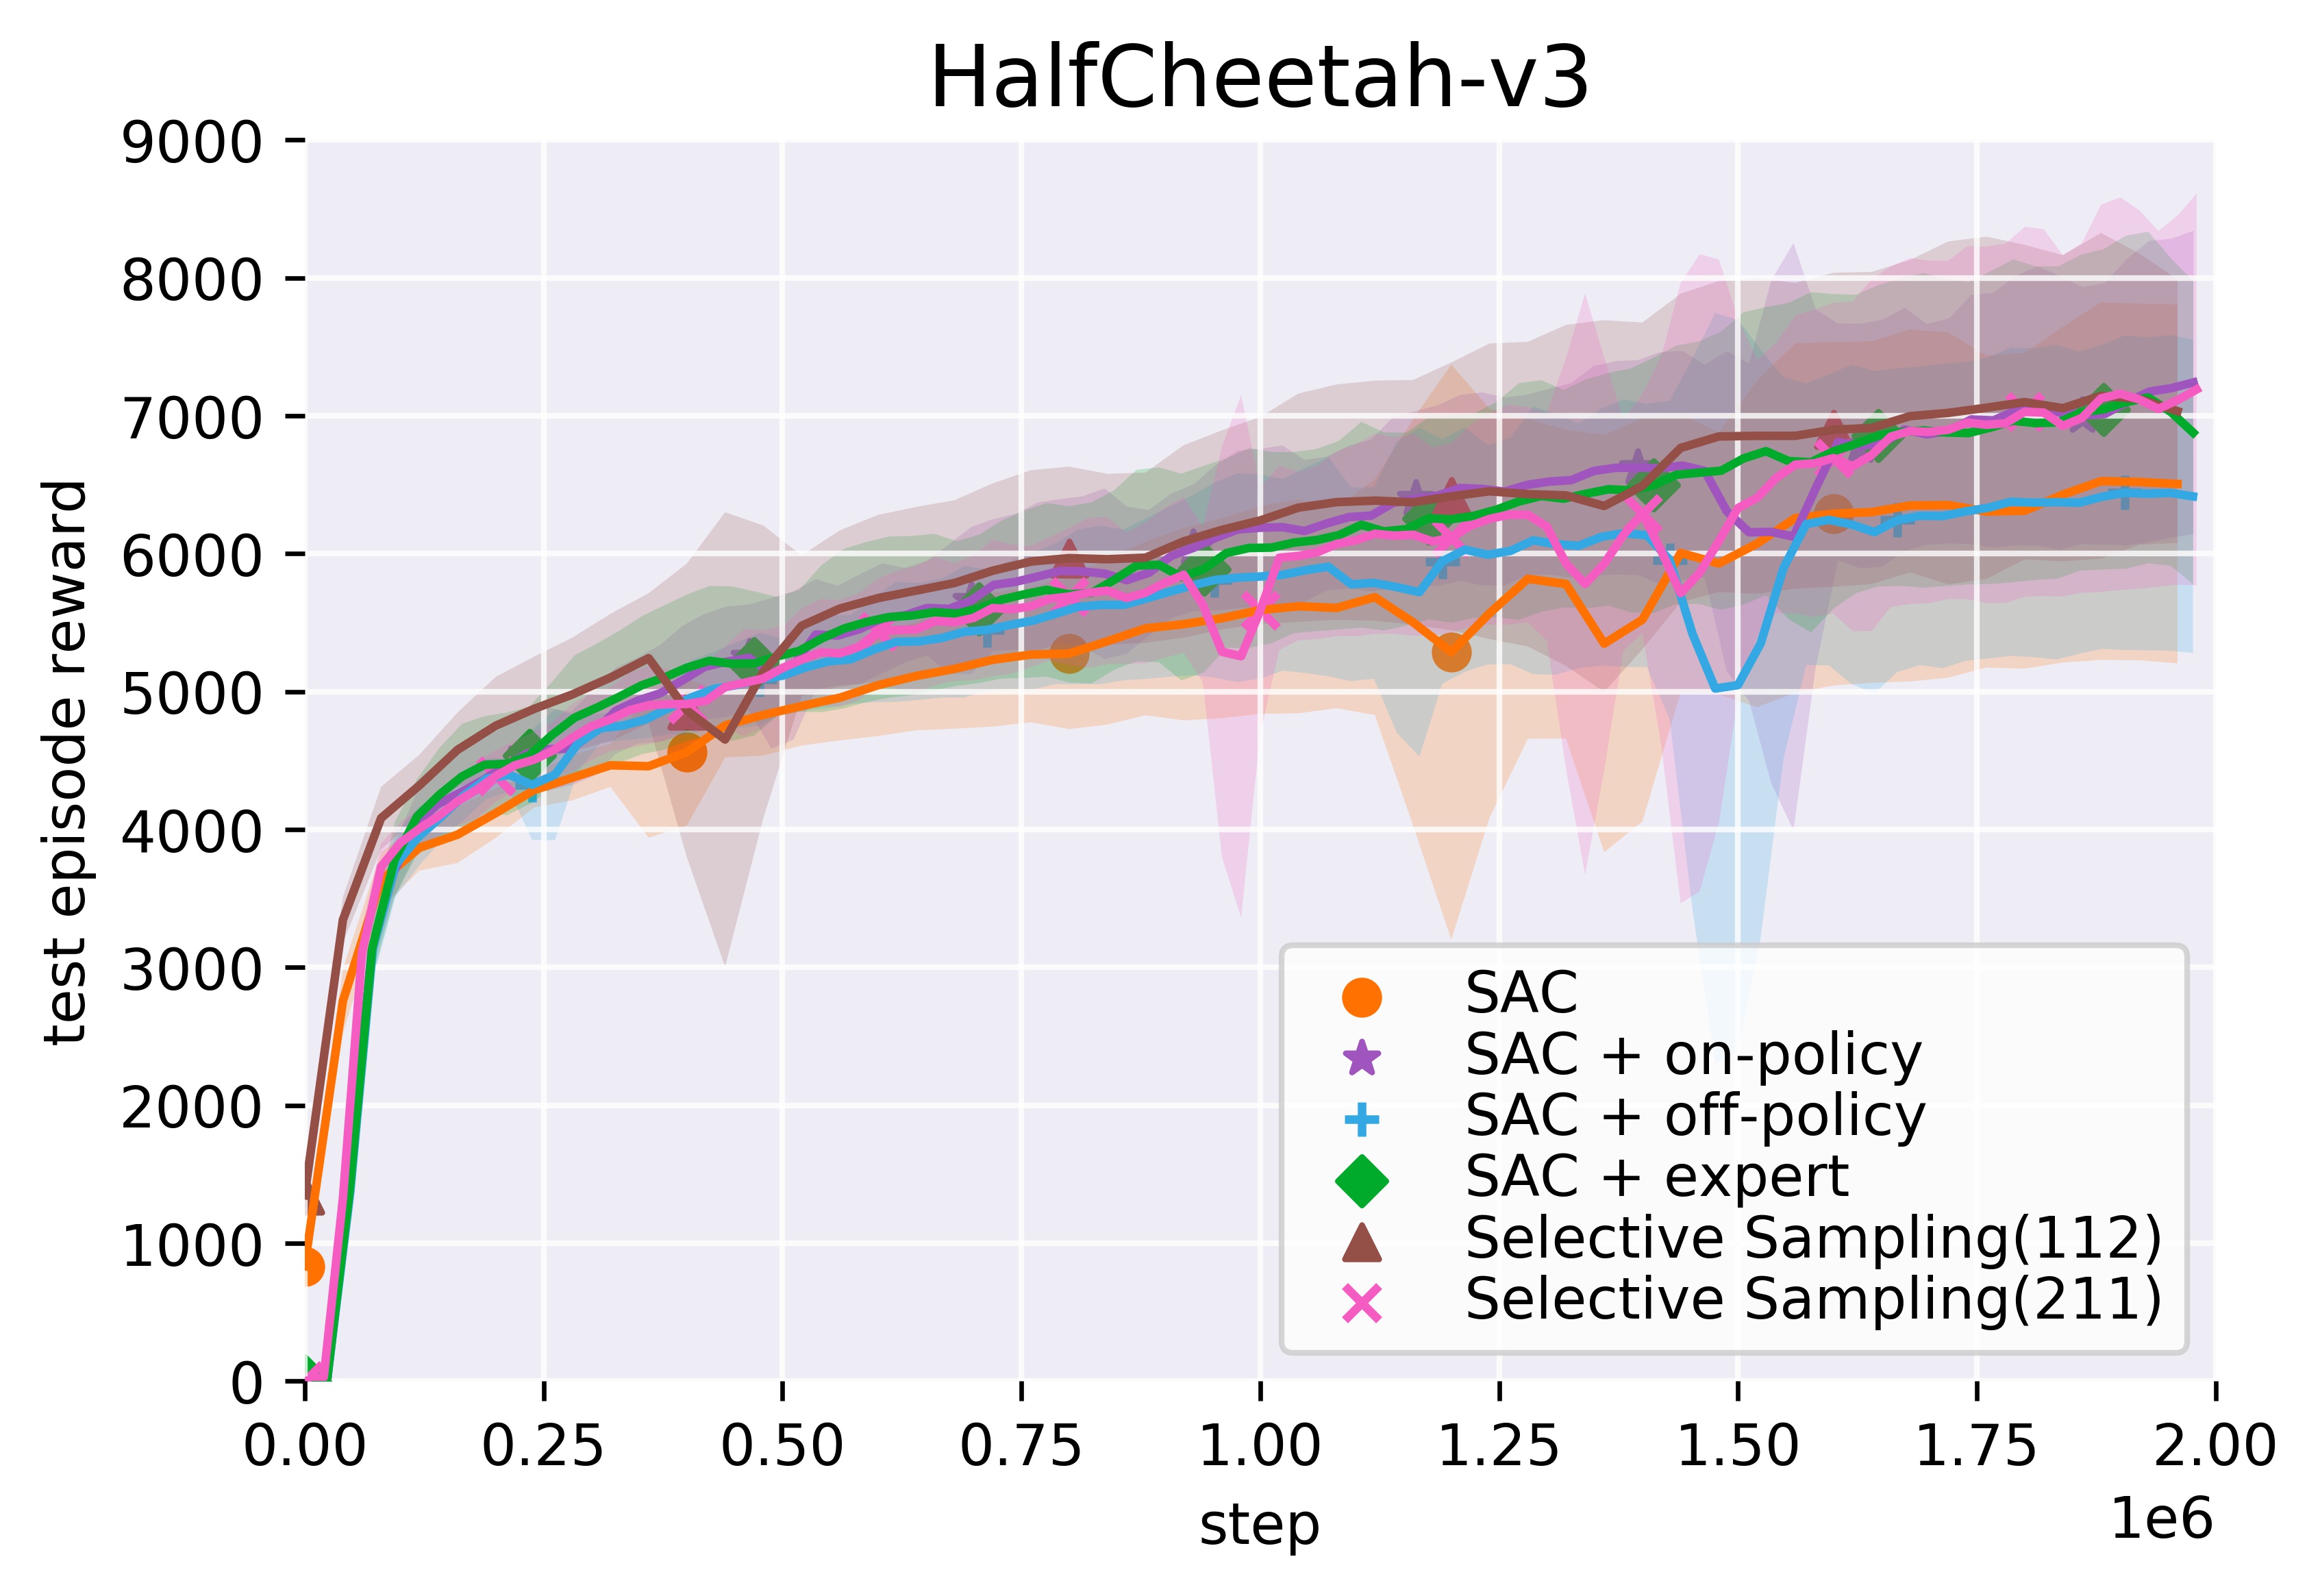 HalfCheetah-v3
9000
8000
7000
6000
5000
4000
3000
2000
1000
0
test episode reward
SAC
SAC + on-policy
SAC + off-policy
SAC + expert
Selective Sampling(112)
Selective Sampling(211)
0.00 0.25 0.50 0.75 1.00 1.25 1.50 1.75 2.00
step
1e6